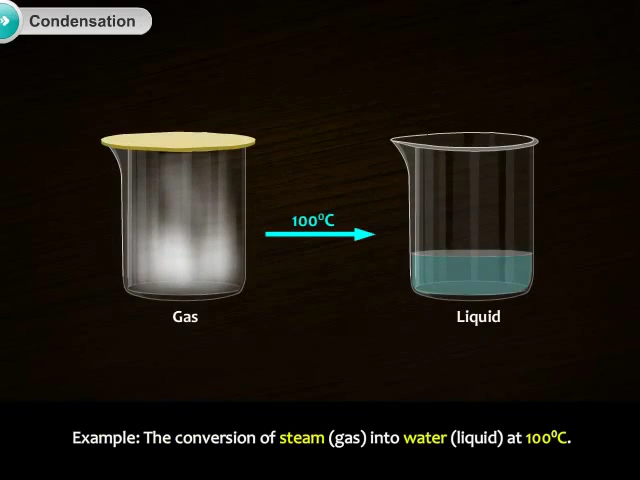 Condensation
100⁰C
Gas
Liquid
Example: The conversion of steam (gas) into water (liquid) at 100⁰C.